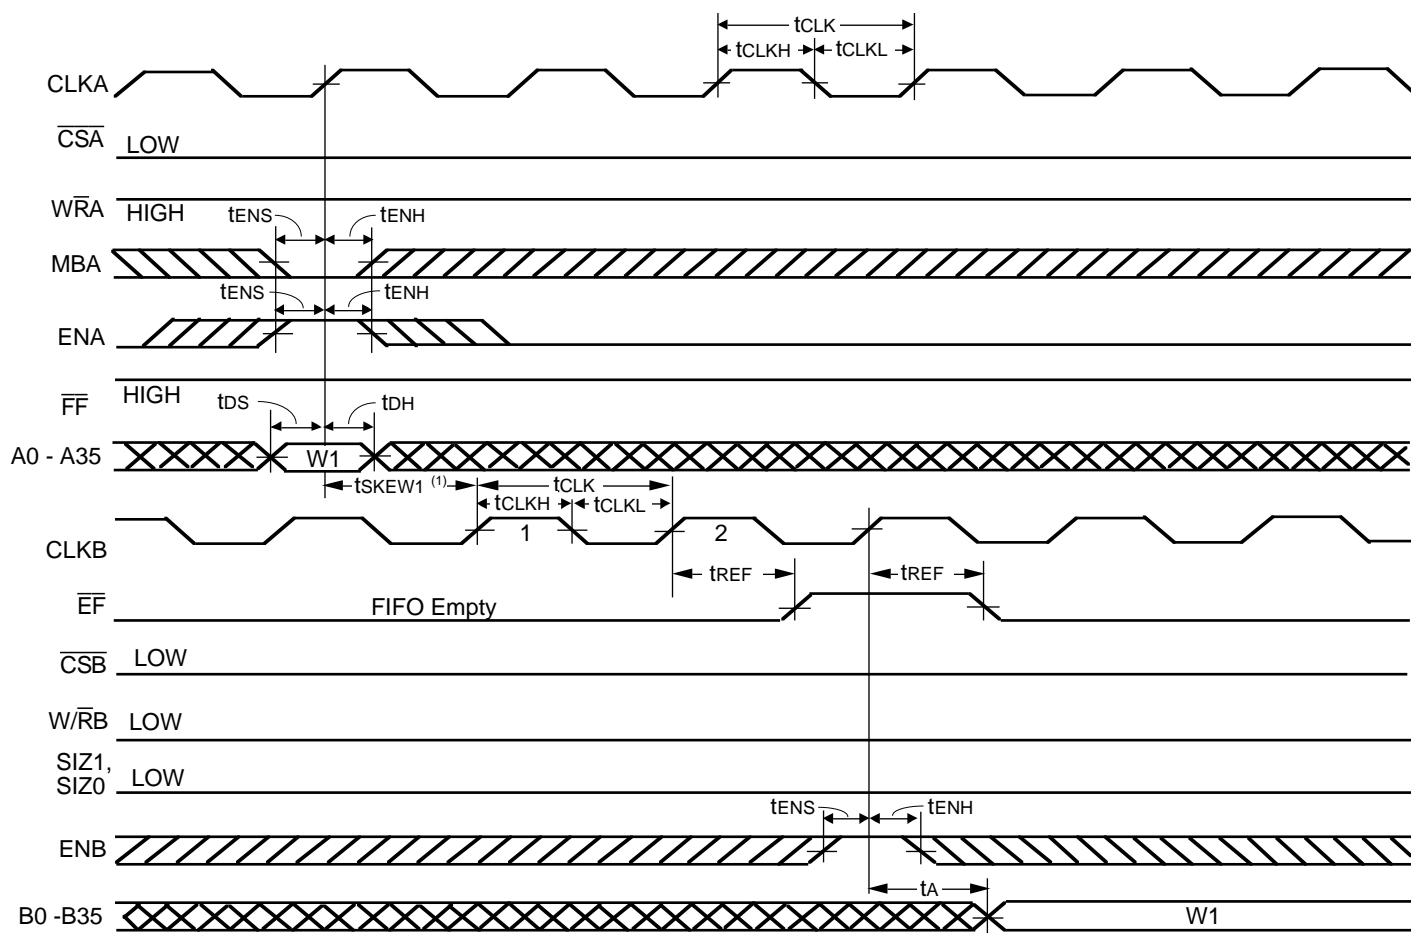 tCLK
tCLKH tCLKL
CLKA
CSA LOW
WRA HIGH
tENS tENH
MBA
tENS tENH
ENA
FF HIGH
tDS tDH
A0 - A35 W1
tSKEW1 (1) tCLK
tCLKH tCLKL
CLKB 1 2
tREF tREF
EF FIFO Empty
CSB LOW
W/RB LOW
SIZ1,
SIZ0 LOW
tENS tENH
ENB
tA
B0 -B35 W1